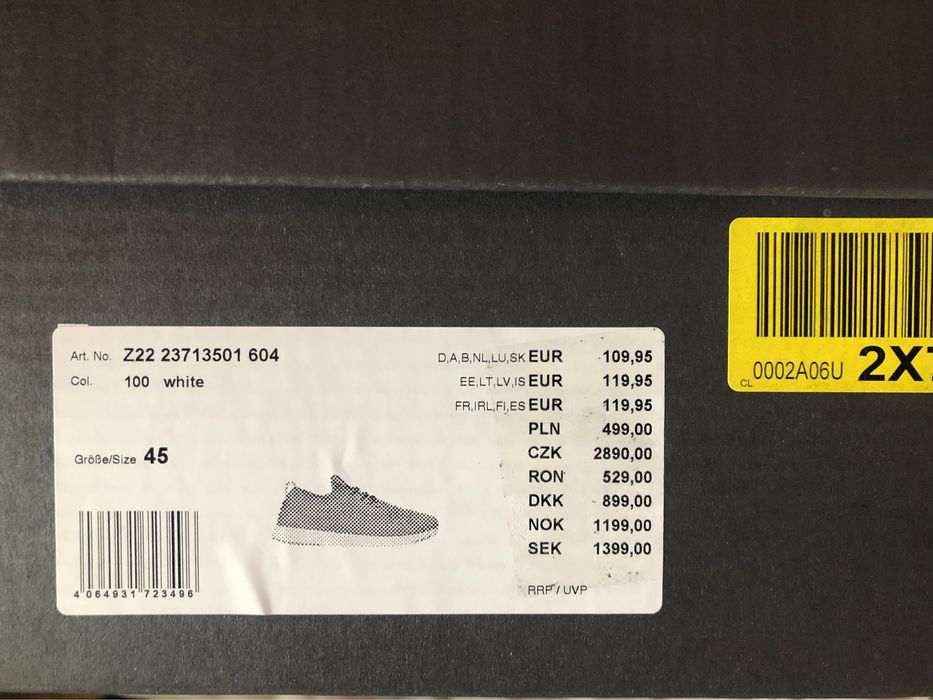 Art. No. Z22 23713501 604
Col. 100 white
Größe/Size 45
4 064931 723496
D,A,B,NL,LU,SK EUR 109,95
EE,LT,LV,IS EUR 119,95
FR,IRL,FI,ES EUR 119,95
PLN 499,00
CZK 2890,00
RON 529,00
DKK 899,00
NOK 1199,00
SEK 1399,00
RRP / UVP
CL 0002A06U 2X7